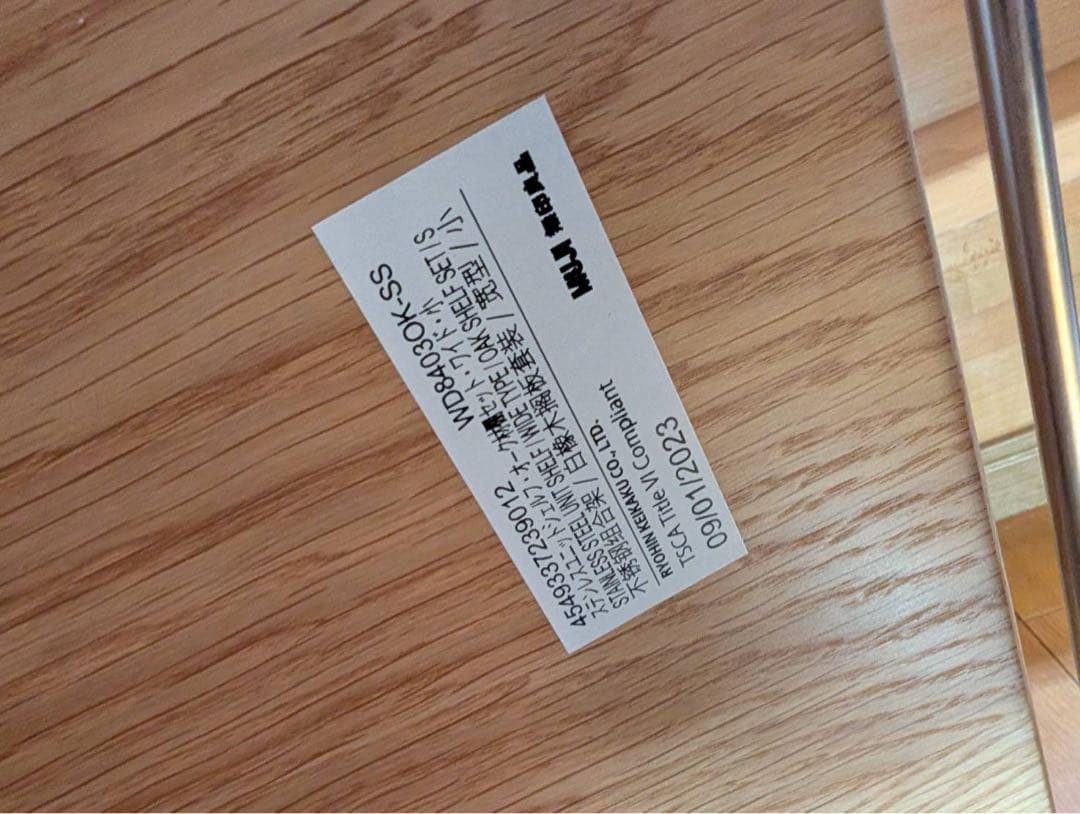 4549337239012 WD84030K-SS
ステンレスユニットシェルフ・オーク材棚セット・ワイド・小
STAINLESS STEEL UNIT SHELF / WIDE TYPE / OAK SHELF SET / S
不锈钢组合架 / 白橡木搁板套装 / 宽型 / 小
RYOHIN KEIKAKU CO., LTD.
TSCA Title VI Compliant
09/01/2023
MUJI 無印良品